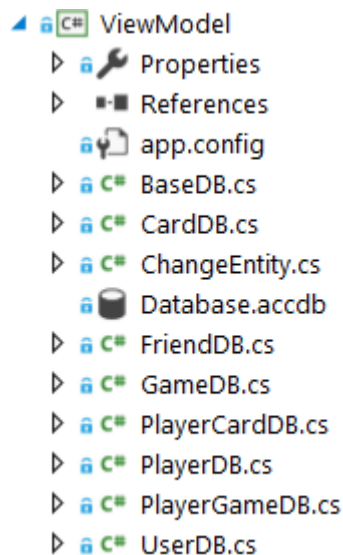 C# ViewModel
Properties
References
app.config
C# BaseDB.cs
C# CardDB.cs
C# ChangeEntity.cs
Database.accdb
C# FriendDB.cs
C# GameDB.cs
C# PlayerCardDB.cs
C# PlayerDB.cs
C# PlayerGameDB.cs
C# UserDB.cs